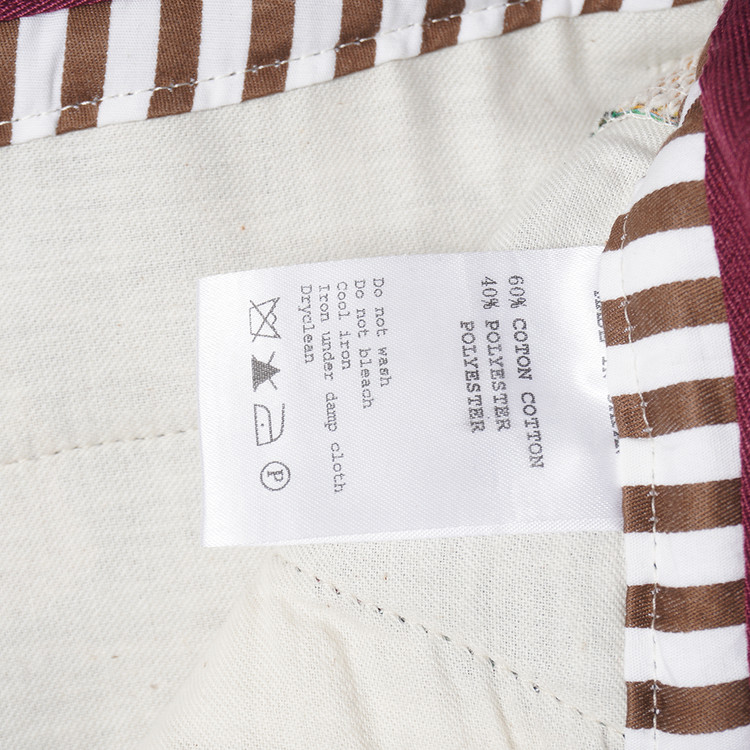 60% COTON COTTON
40% POLYESTER
POLYESTER
Do not wash
Do not bleach
Cool iron
Iron under damp cloth
Dryclean
P